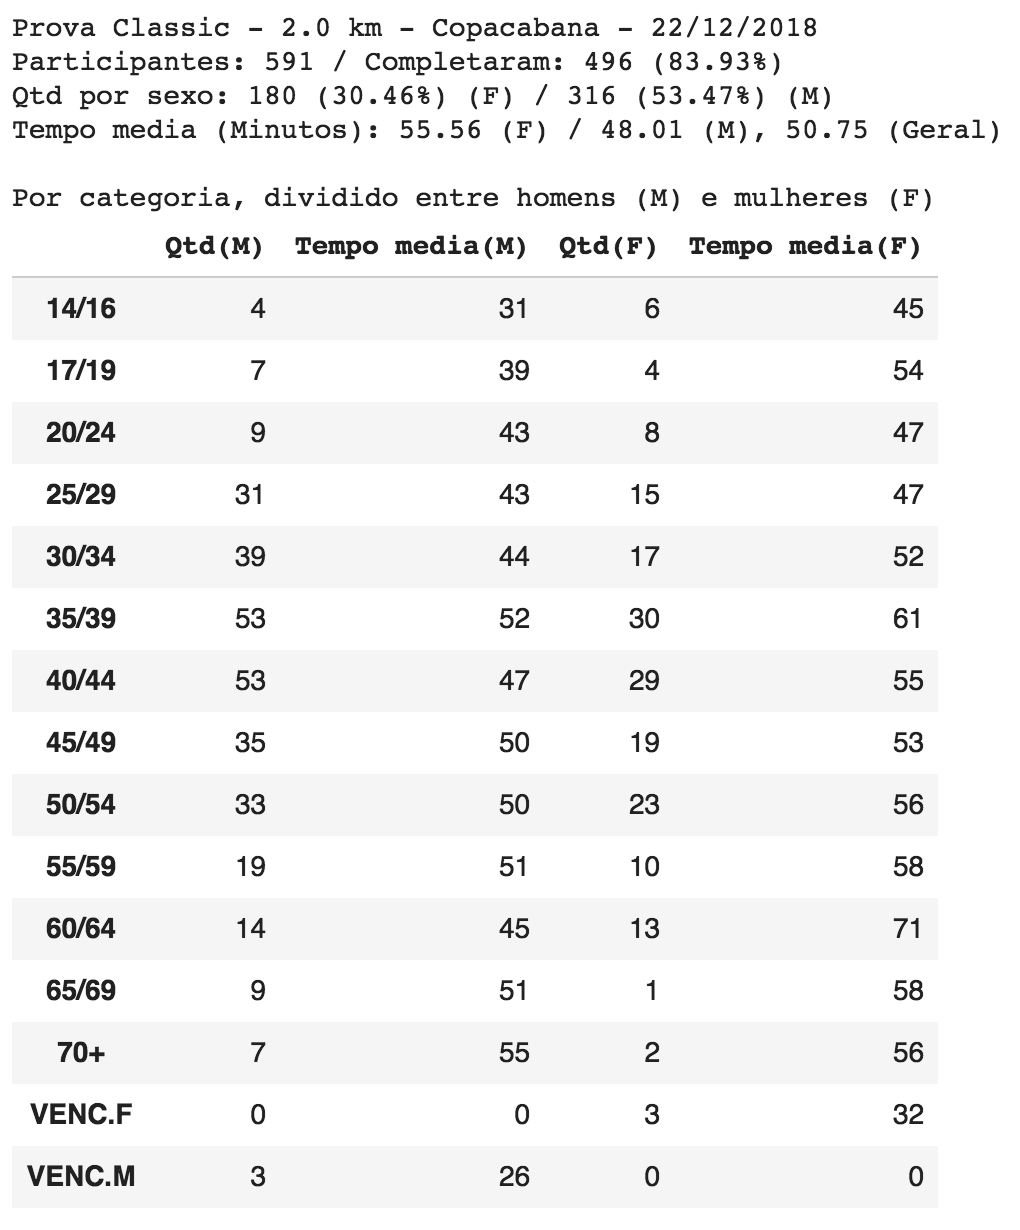 Prova Classic - 2.0 km - Copacabana - 22/12/2018
Participantes: 591 / Completaram: 496 (83.93%)
Qtd por sexo: 180 (30.46%) (F) / 316 (53.47%) (M)
Tempo media (Minutos): 55.56 (F) / 48.01 (M), 50.75 (Geral)
Por categoria, dividido entre homens (M) e mulheres (F)
Qtd(M) Tempo media(M) Qtd(F) Tempo media(F)
14/16 4 31 6 45
17/19 7 39 4 54
20/24 9 43 8 47
25/29 31 43 15 47
30/34 39 44 17 52
35/39 53 52 30 61
40/44 53 47 29 55
45/49 35 50 19 53
50/54 33 50 23 56
55/59 19 51 10 58
60/64 14 45 13 71
65/69 9 51 1 58
70+ 7 55 2 56
VENC.F 0 0 3 32
VENC.M 3 26 0 0